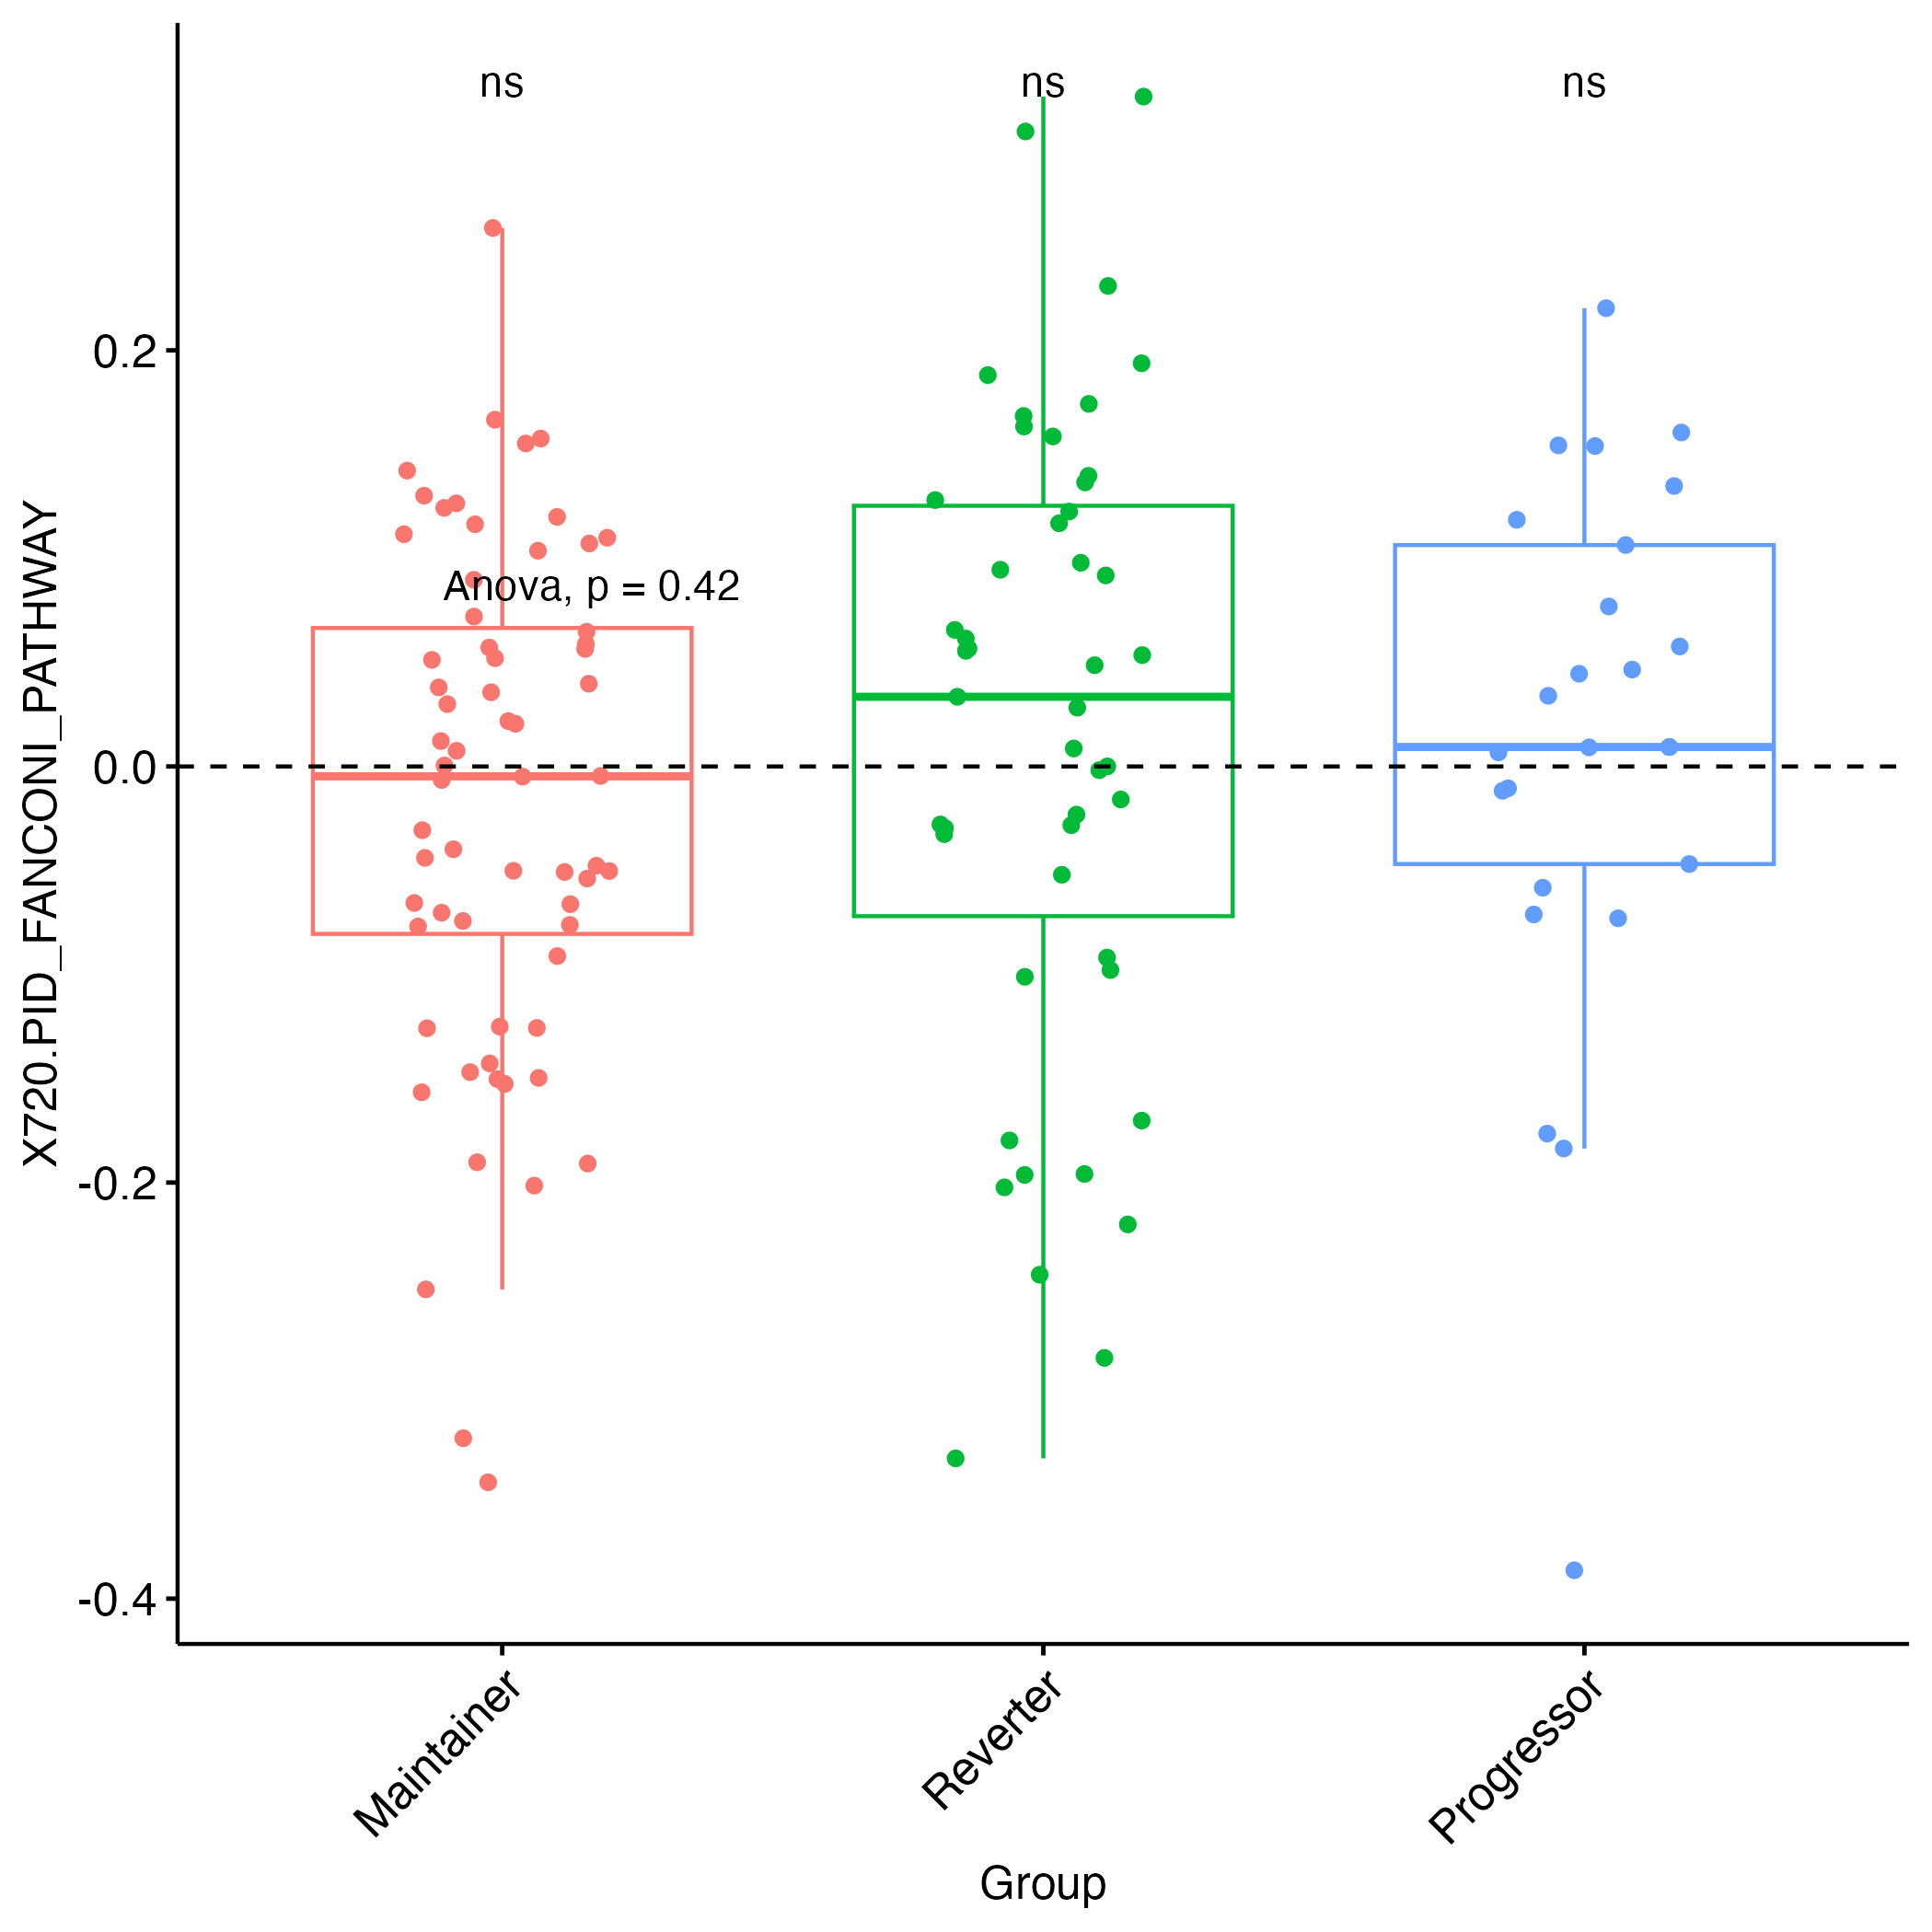 ns
ns
ns
Anova, p = 0.42
X720.PID_FANCONI_PATHWAY
0.2
0.0
-0.2
-0.4
Maintainer
Reverter
Progressor
Group